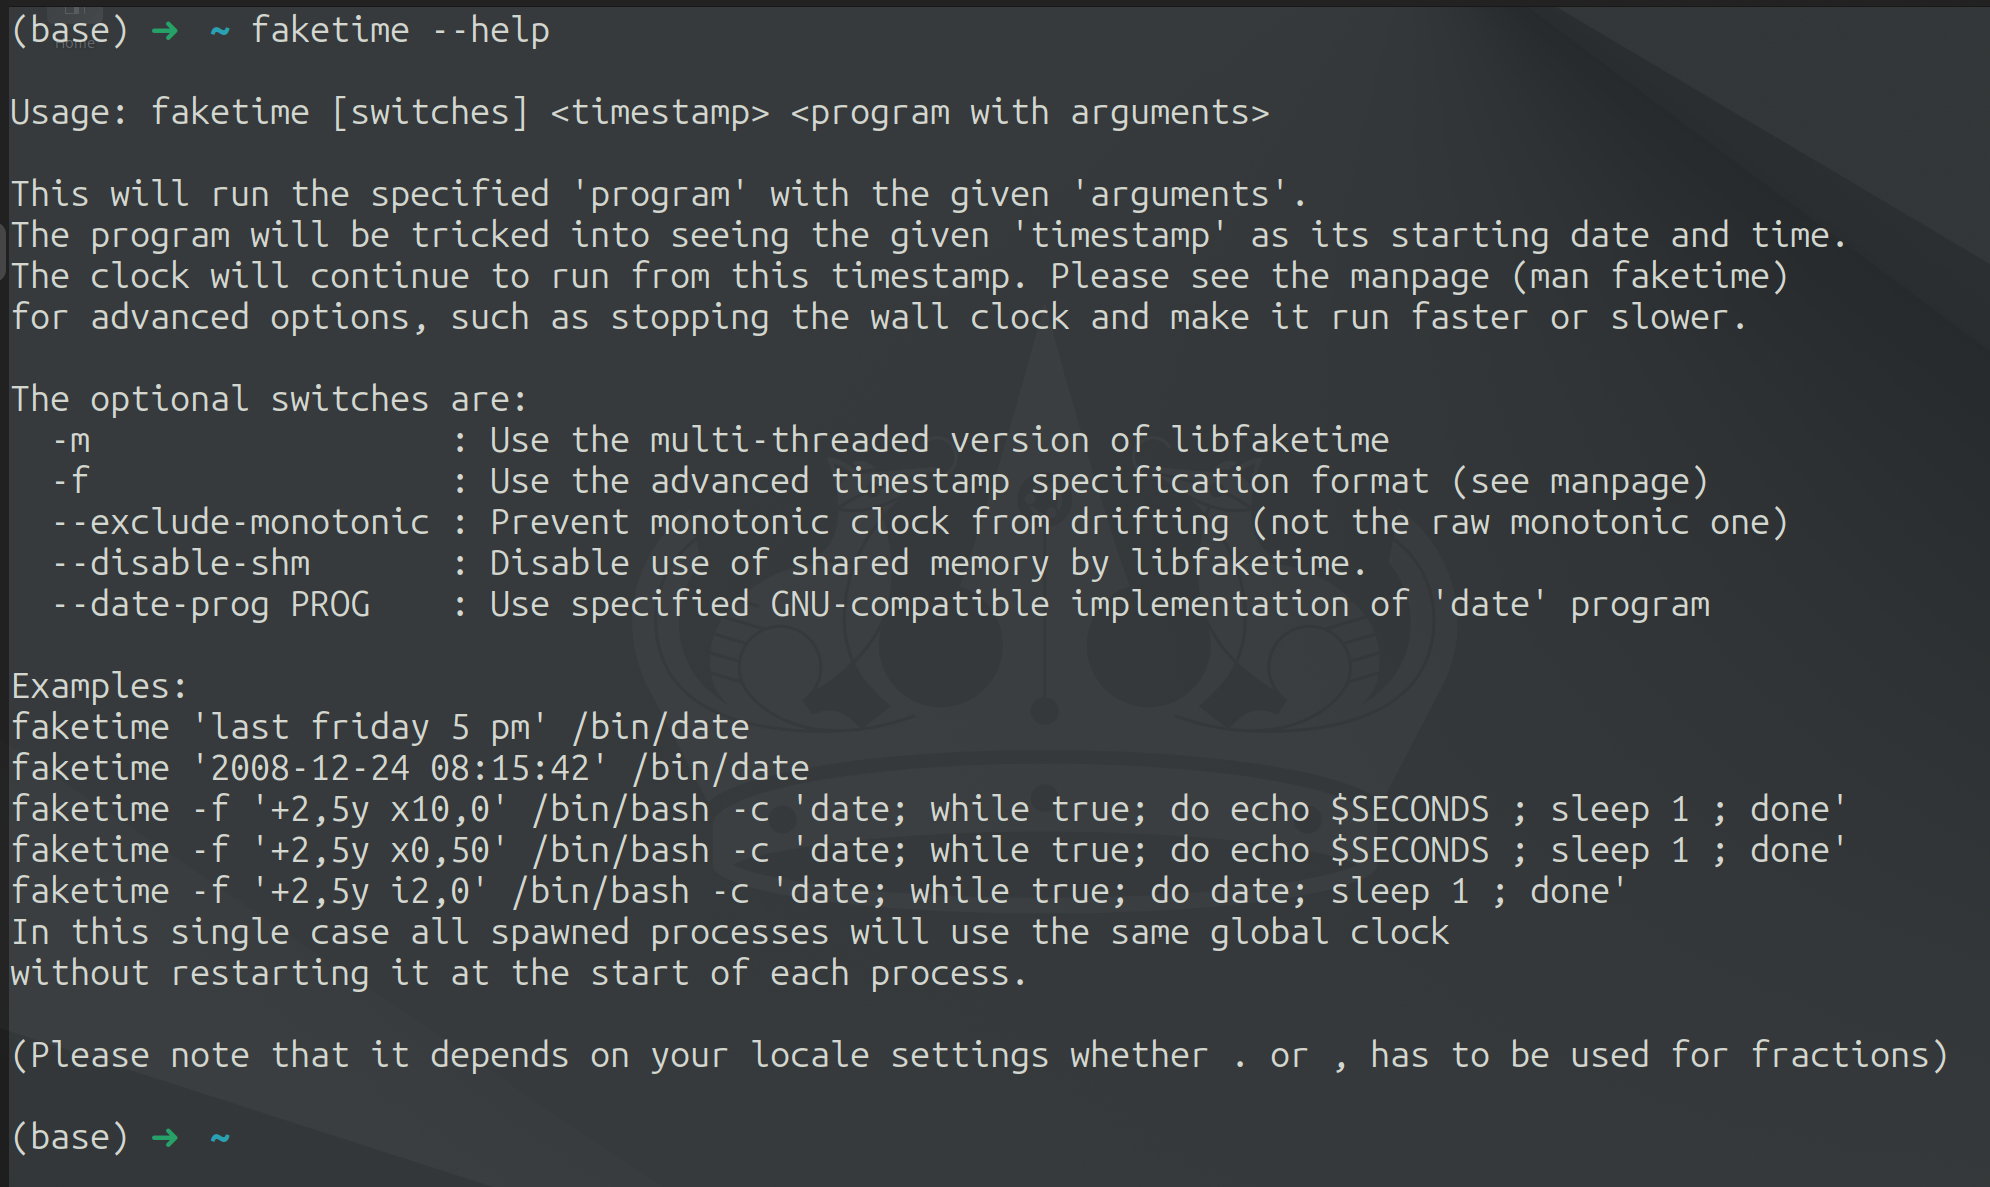 (base) ➜ ~ faketime --help
Home
Usage: faketime [switches] <timestamp> <program with arguments>
This will run the specified 'program' with the given 'arguments'.
The program will be tricked into seeing the given 'timestamp' as its starting date and time.
The clock will continue to run from this timestamp. Please see the manpage (man faketime)
for advanced options, such as stopping the wall clock and make it run faster or slower.
The optional switches are:
  -m                  : Use the multi-threaded version of libfaketime
  -f                  : Use the advanced timestamp specification format (see manpage)
  --exclude-monotonic : Prevent monotonic clock from drifting (not the raw monotonic one)
  --disable-shm       : Disable use of shared memory by libfaketime.
  --date-prog PROG    : Use specified GNU-compatible implementation of 'date' program
Examples:
faketime 'last friday 5 pm' /bin/date
faketime '2008-12-24 08:15:42' /bin/date
faketime -f '+2,5y x10,0' /bin/bash -c 'date; while true; do echo $SECONDS ; sleep 1 ; done'
faketime -f '+2,5y x0,50' /bin/bash -c 'date; while true; do echo $SECONDS ; sleep 1 ; done'
faketime -f '+2,5y i2,0' /bin/bash -c 'date; while true; do date; sleep 1 ; done'
In this single case all spawned processes will use the same global clock
without restarting it at the start of each process.
(Please note that it depends on your locale settings whether . or , has to be used for fractions)
(base) ➜ ~